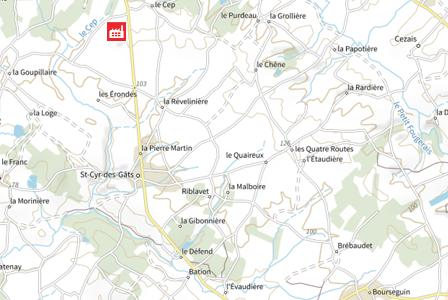 le Cep
le Cep
le Purdeau
la Grollière
Cezais
la Papotière
le Chêne
la Goupillaire
103
la Rardière
les Érondes
la Révelinière
la Loge
le Petit Fougerais
la Pierre Martin
126
les Quatre Routes
le Quaireux
l'Étaudière
le Franc
St-Cyr-des-Gâts
78
Riblavet
la Malboire
la Morinière
100
la Gibonnière
100
Brébaudet
le Défend
Bation
l'Évaudière
Bourseguin